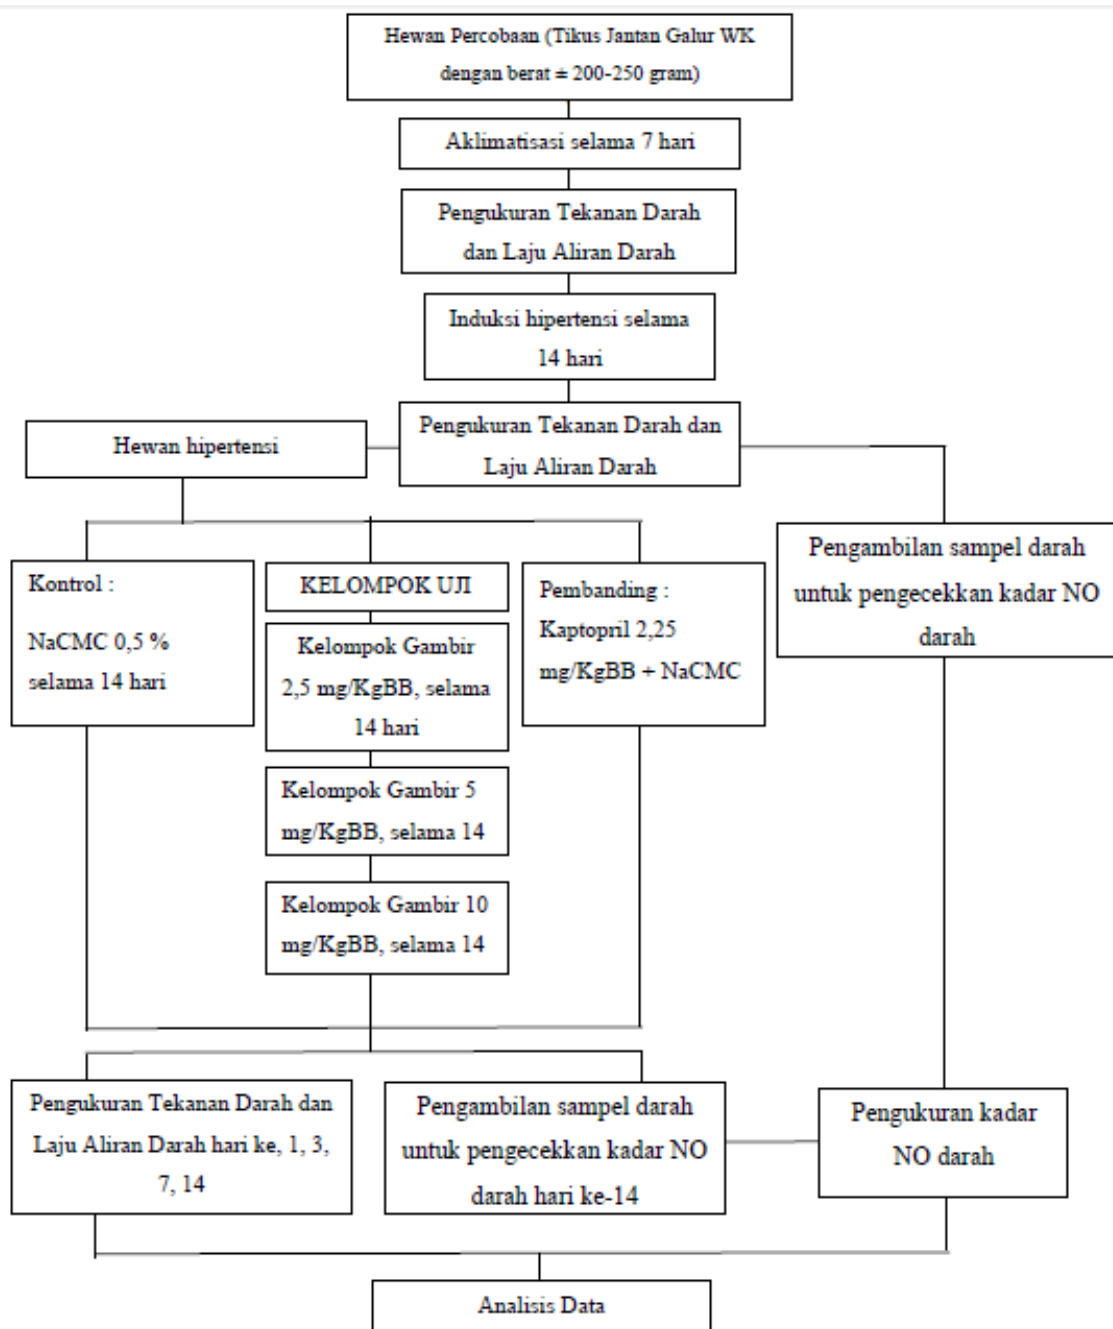 Hewan Percobaan (Tikus Jantan Galur WK
dengan berat ± 200-250 gram)
Aklimatisasi selama 7 hari
Pengukuran Tekanan Darah
dan Laju Aliran Darah
Induksi hipertensi selama
14 hari
Pengukuran Tekanan Darah dan
Laju Aliran Darah
Hewan hipertensi
Pengambilan sampel darah
untuk pengecekkan kadar NO
darah
Kontrol :
NaCMC 0,5 %
selama 14 hari
KELOMPOK UJI
Kelompok Gambir
2,5 mg/KgBB, selama
14 hari
Kelompok Gambir 5
mg/KgBB, selama 14
Kelompok Gambir 10
mg/KgBB, selama 14
Pembanding :
Kaptopril 2,25
mg/KgBB + NaCMC
Pengukuran Tekanan Darah dan
Laju Aliran Darah hari ke, 1, 3,
7, 14
Pengambilan sampel darah
untuk pengecekkan kadar NO
darah hari ke-14
Pengukuran kadar
NO darah
Analisis Data